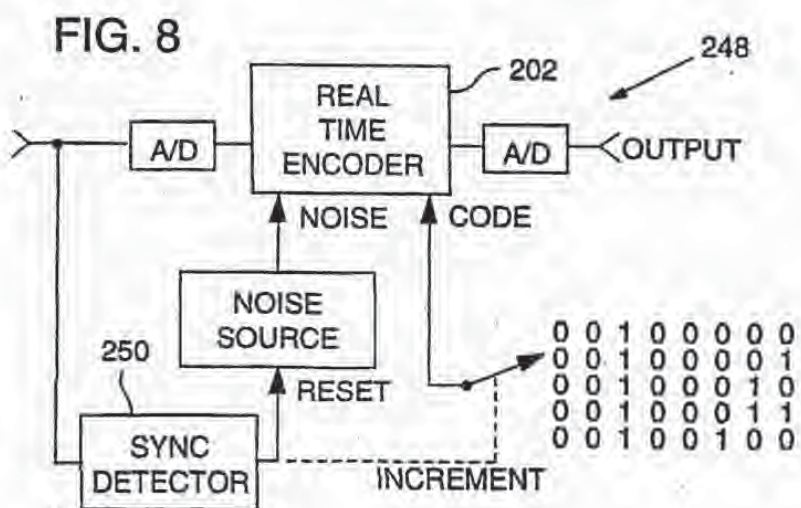 FIG. 8
202
248
REAL
TIME
ENCODER
A/D
A/D
OUTPUT
NOISE
CODE
NOISE
SOURCE
250
RESET
0 0 1 0 0 0 0 0
0 0 1 0 0 0 0 1
0 0 1 0 0 0 1 0
0 0 1 0 0 0 1 1
0 0 1 0 0 1 0 0
SYNC
DETECTOR
INCREMENT